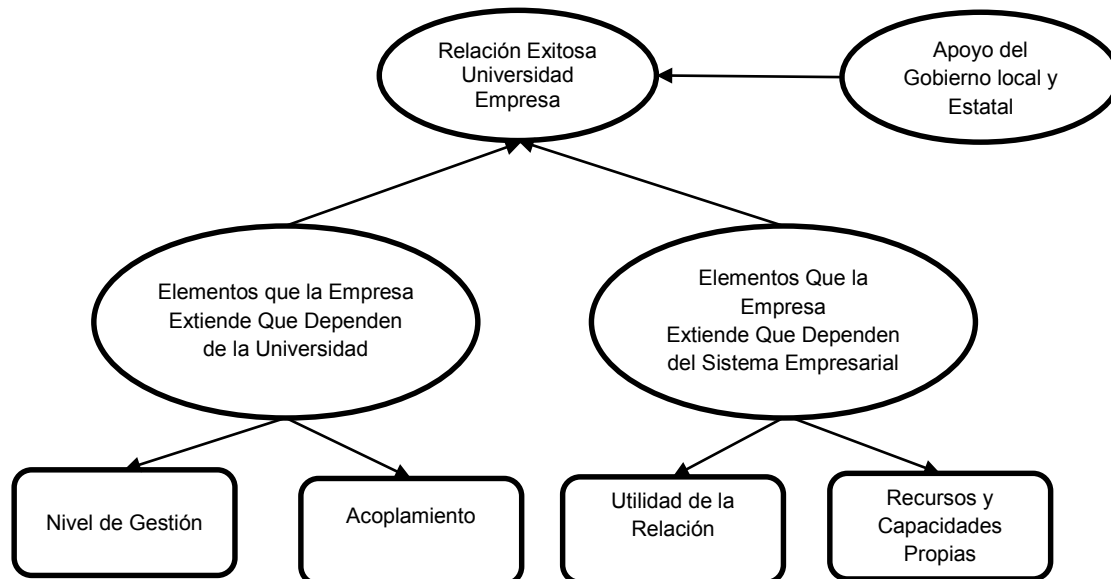 Relación Exitosa
Universidad
Empresa
Apoyo del
Gobierno local y
Estatal
Elementos que la Empresa
Extiende Que Dependen
de la Universidad
Elementos Que la
Empresa
Extiende Que Dependen
del Sistema Empresarial
Nivel de Gestión
Acoplamiento
Utilidad de la
Relación
Recursos y
Capacidades
Propias